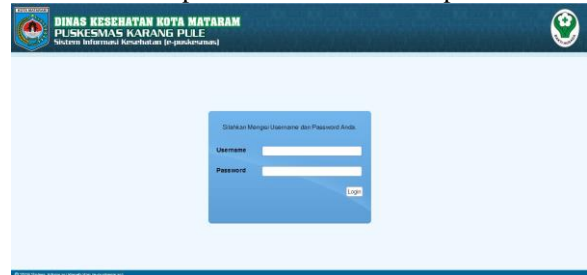 DINAS KESEHATAN KOTA MATARAM
PUSKESMAS KARANG PULE
Sistem Informasi Kesehatan (e-puskesmas)
Silahkan Mengisi Username dan Password Anda.
Username
Password
Login